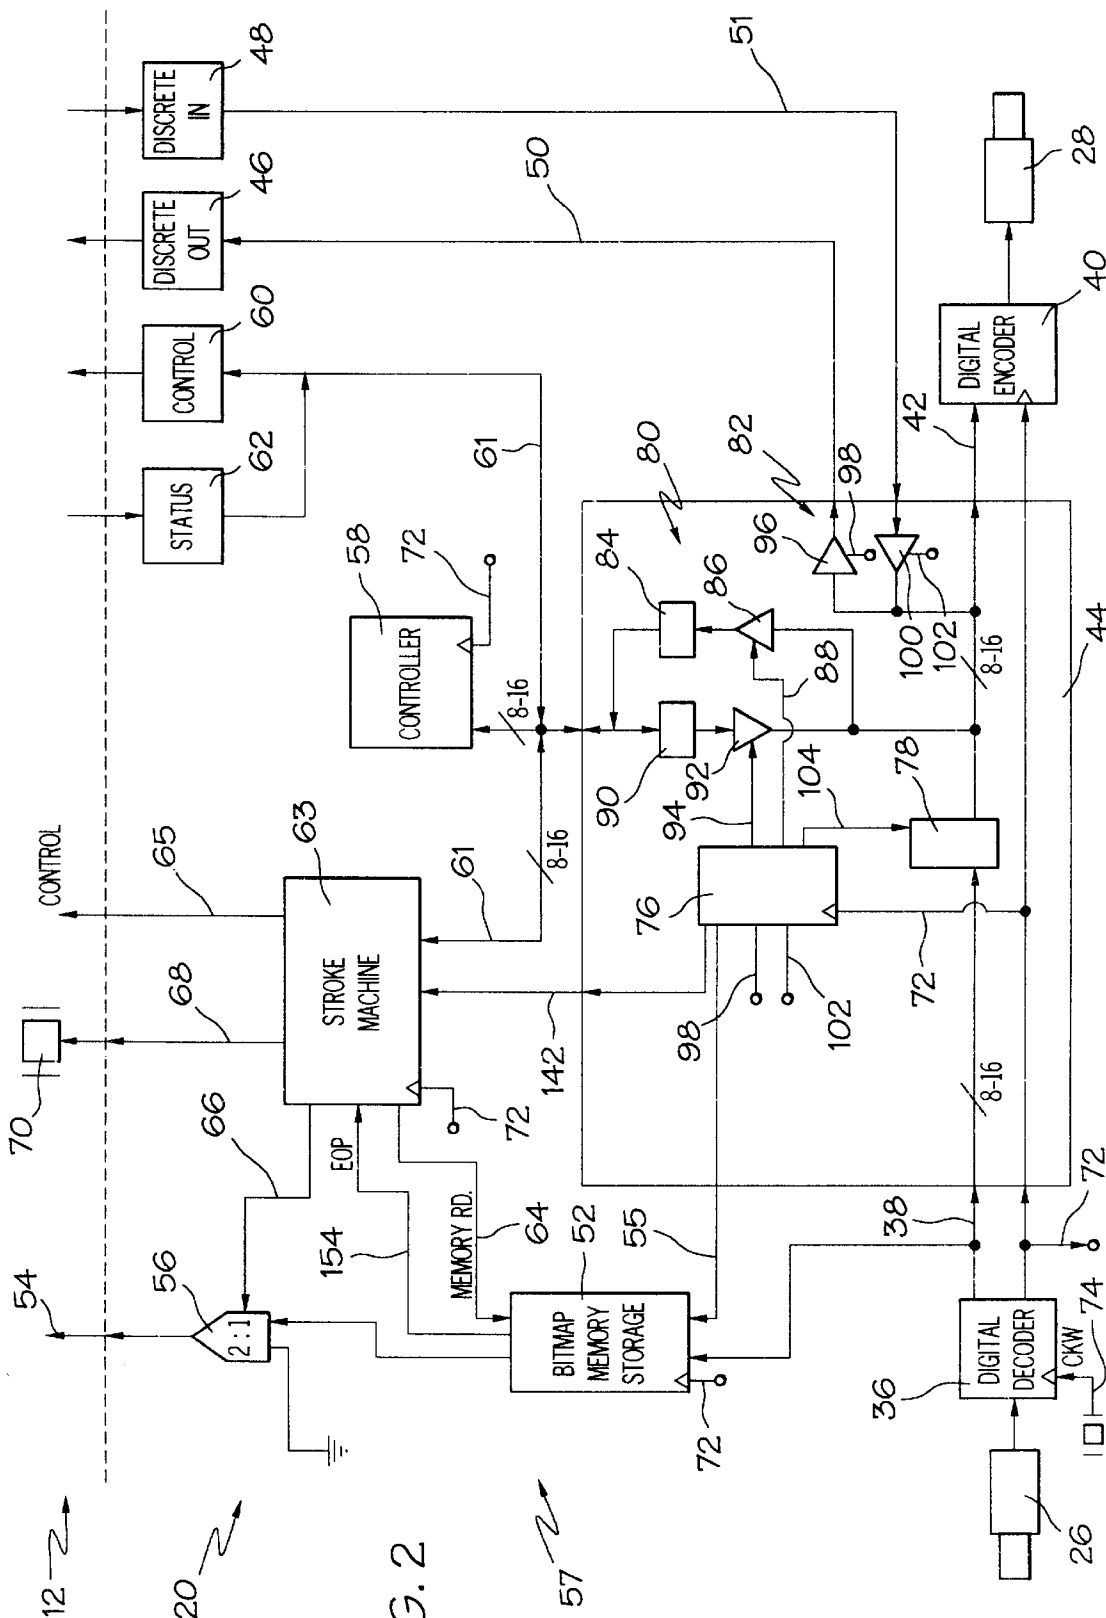 12
20
57
G. 2
54
70
CONTROL
68
65
66
56
2:1
STROKE
MACHINE
63
EOP
154
MEMORY RD.
64
52
BITMAP
MEMORY
STORAGE
55
72
72
142
61
8-16
61
STATUS
62
CONTROL
60
DISCRETE
OUT
46
DISCRETE
IN
48
50
51
CONTROLLER
58
72
8-16
80
82
84
86
88
90
92
94
96
98
100
102
76
98
102
104
78
72
8-16
8-16
44
42
DIGITAL
ENCODER
40
28
38
72
DIGITAL
DECODER
36
CKW
74
26